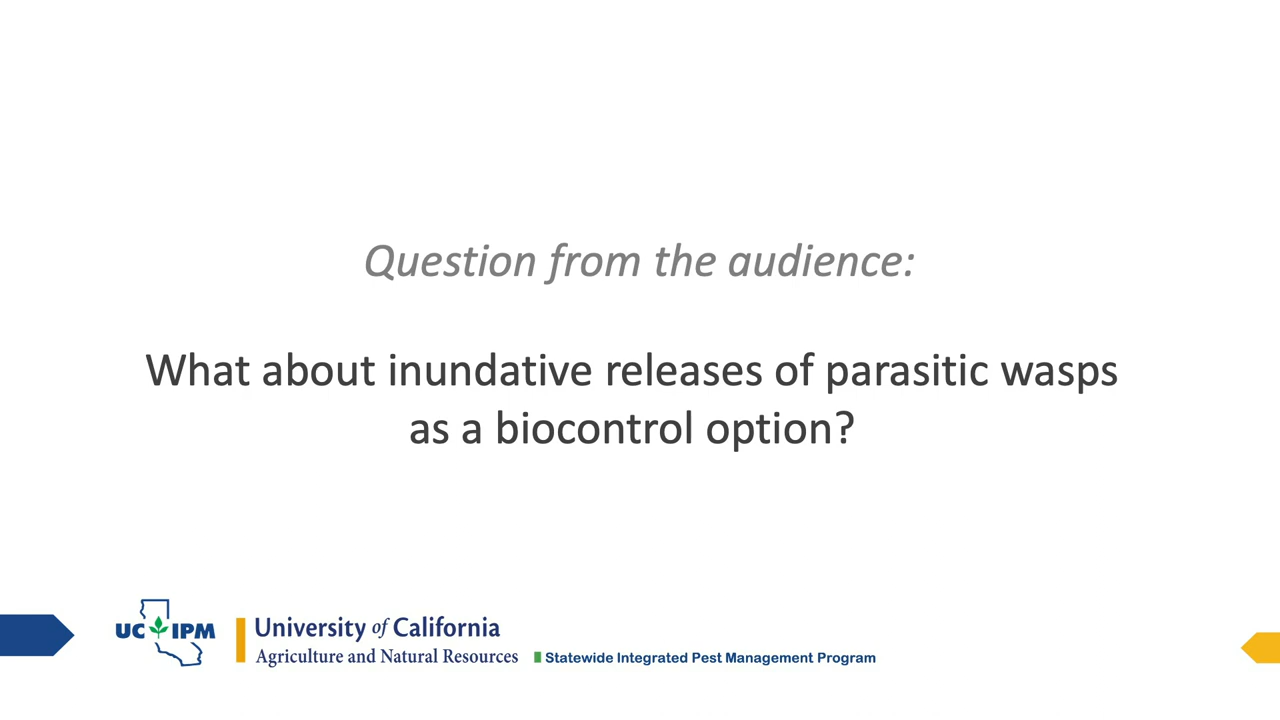 Question from the audience:
What about inundative releases of parasitic wasps
as a biocontrol option?
UC IPM
University of California
Agriculture and Natural Resources
Statewide Integrated Pest Management Program